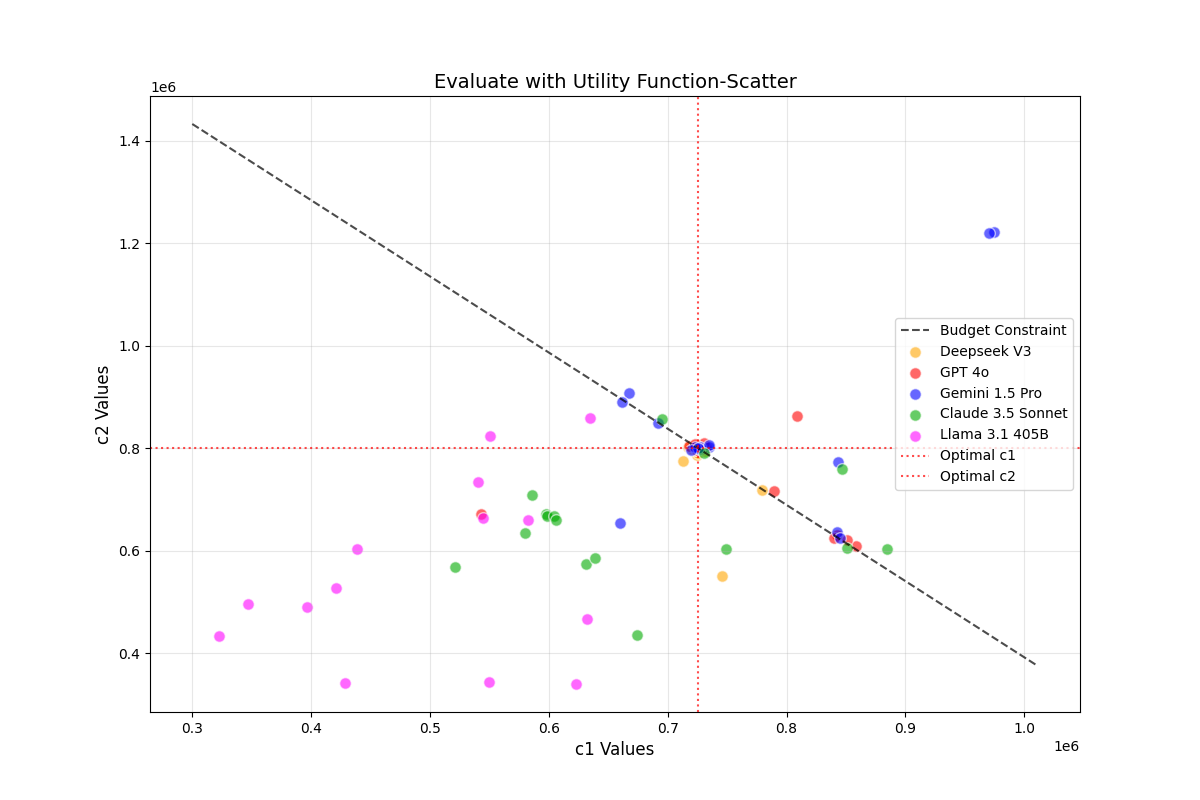 Evaluate with Utility Function-Scatter
1e6
1.4
1.2
1.0
0.8
0.6
0.4
c2 Values
Budget Constraint
Deepseek V3
GPT 4o
Gemini 1.5 Pro
Claude 3.5 Sonnet
Llama 3.1 405B
Optimal c1
Optimal c2
0.3 0.4 0.5 0.6 0.7 0.8 0.9 1.0
1e6
c1 Values